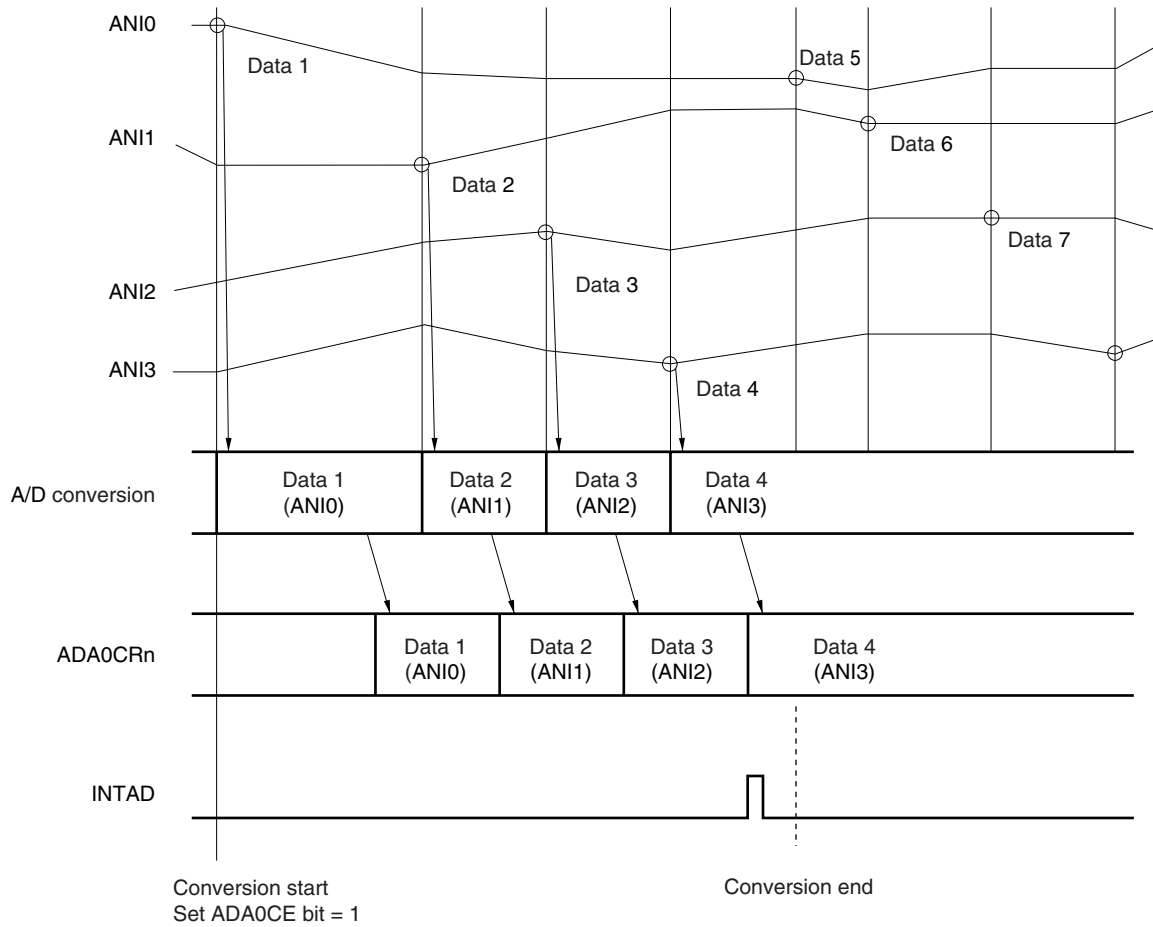 ANI0
Data 1
Data 5
ANI1
Data 6
Data 2
Data 7
Data 3
ANI2
ANI3
Data 4
A/D conversion
Data 1
(ANI0)
Data 2
(ANI1)
Data 3
(ANI2)
Data 4
(ANI3)
ADA0CRn
Data 1
(ANI0)
Data 2
(ANI1)
Data 3
(ANI2)
Data 4
(ANI3)
INTAD
Conversion start
Set ADA0CE bit = 1
Conversion end